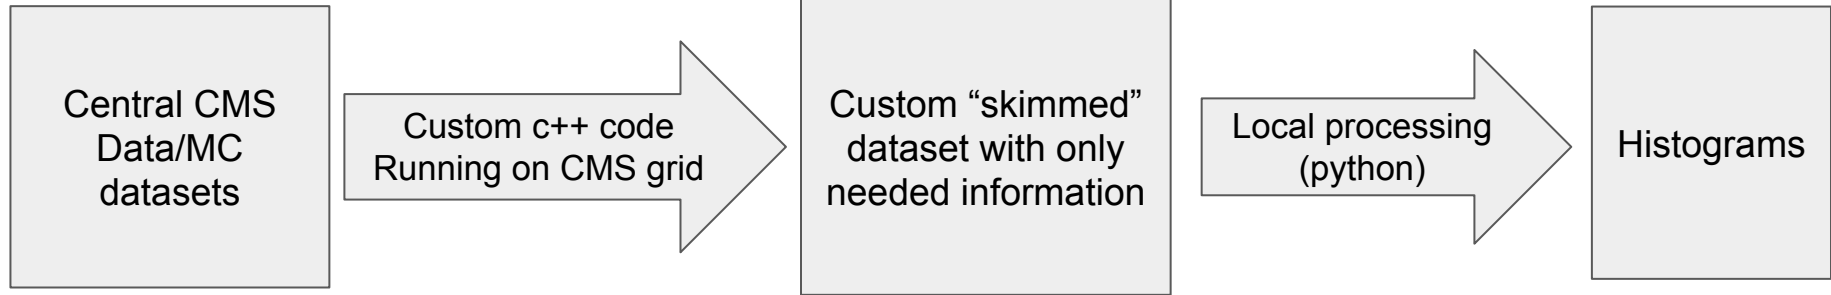 Central CMS
Data/MC
datasets
Custom c++ code
Running on CMS grid
Custom “skimmed”
dataset with only
needed information
Local processing
(python)
Histograms